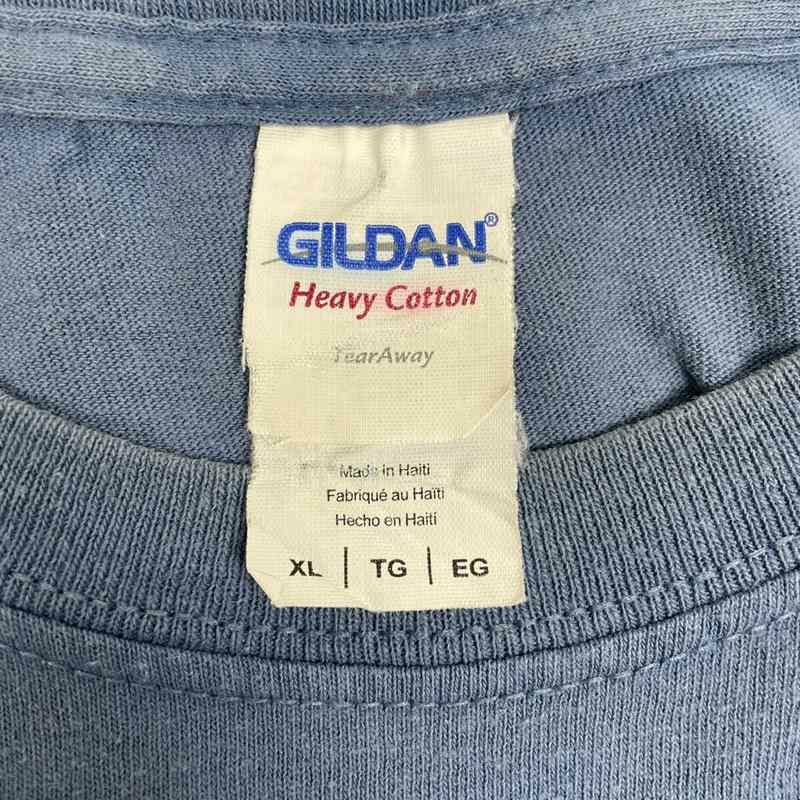 GILDAN®
Heavy Cotton
TearAway
Made in Haiti
Fabriqué au Haïti
Hecho en Haití
XL | TG | EG